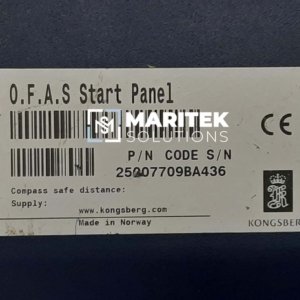 O.F.A.S Start Panel
MARITEK
SOLUTIONS
P/N CODE S/N
25007709BA436
Compass safe distance:
Supply:
www.kongsberg.com
Made in Norway
CE
KONGSBERG